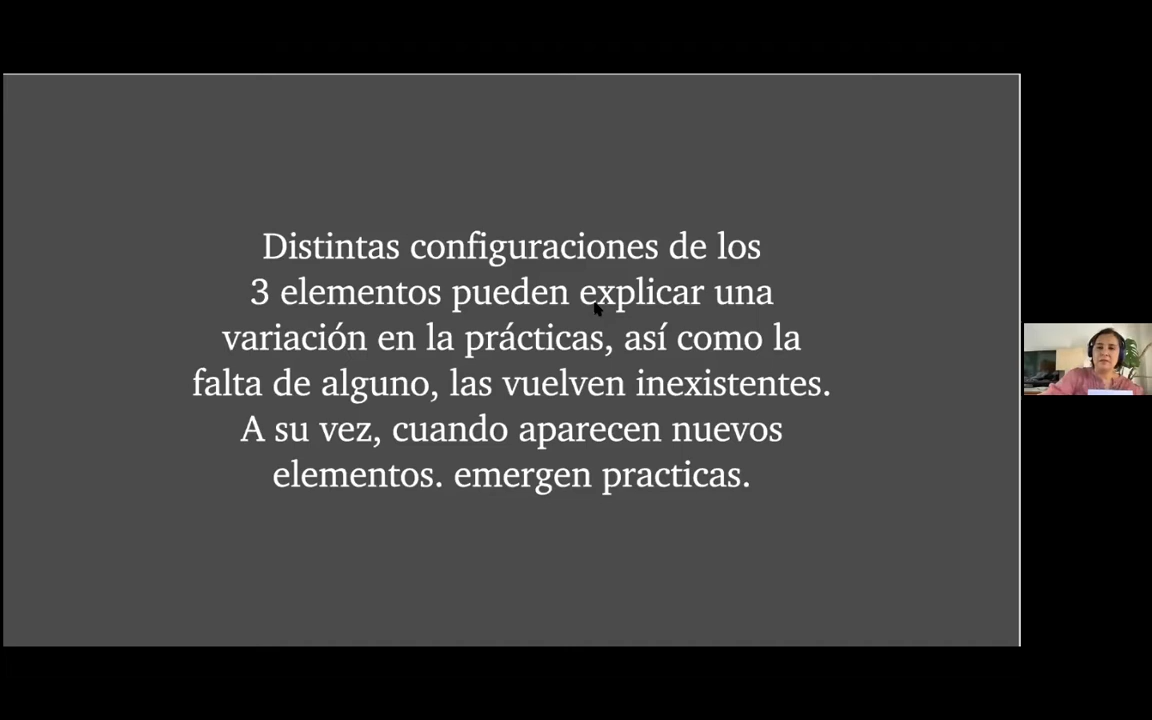 Distintas configuraciones de los
3 elementos pueden explicar una
variación en la prácticas, así como la
falta de alguno, las vuelven inexistentes.
A su vez, cuando aparecen nuevos
elementos. emergen practicas.